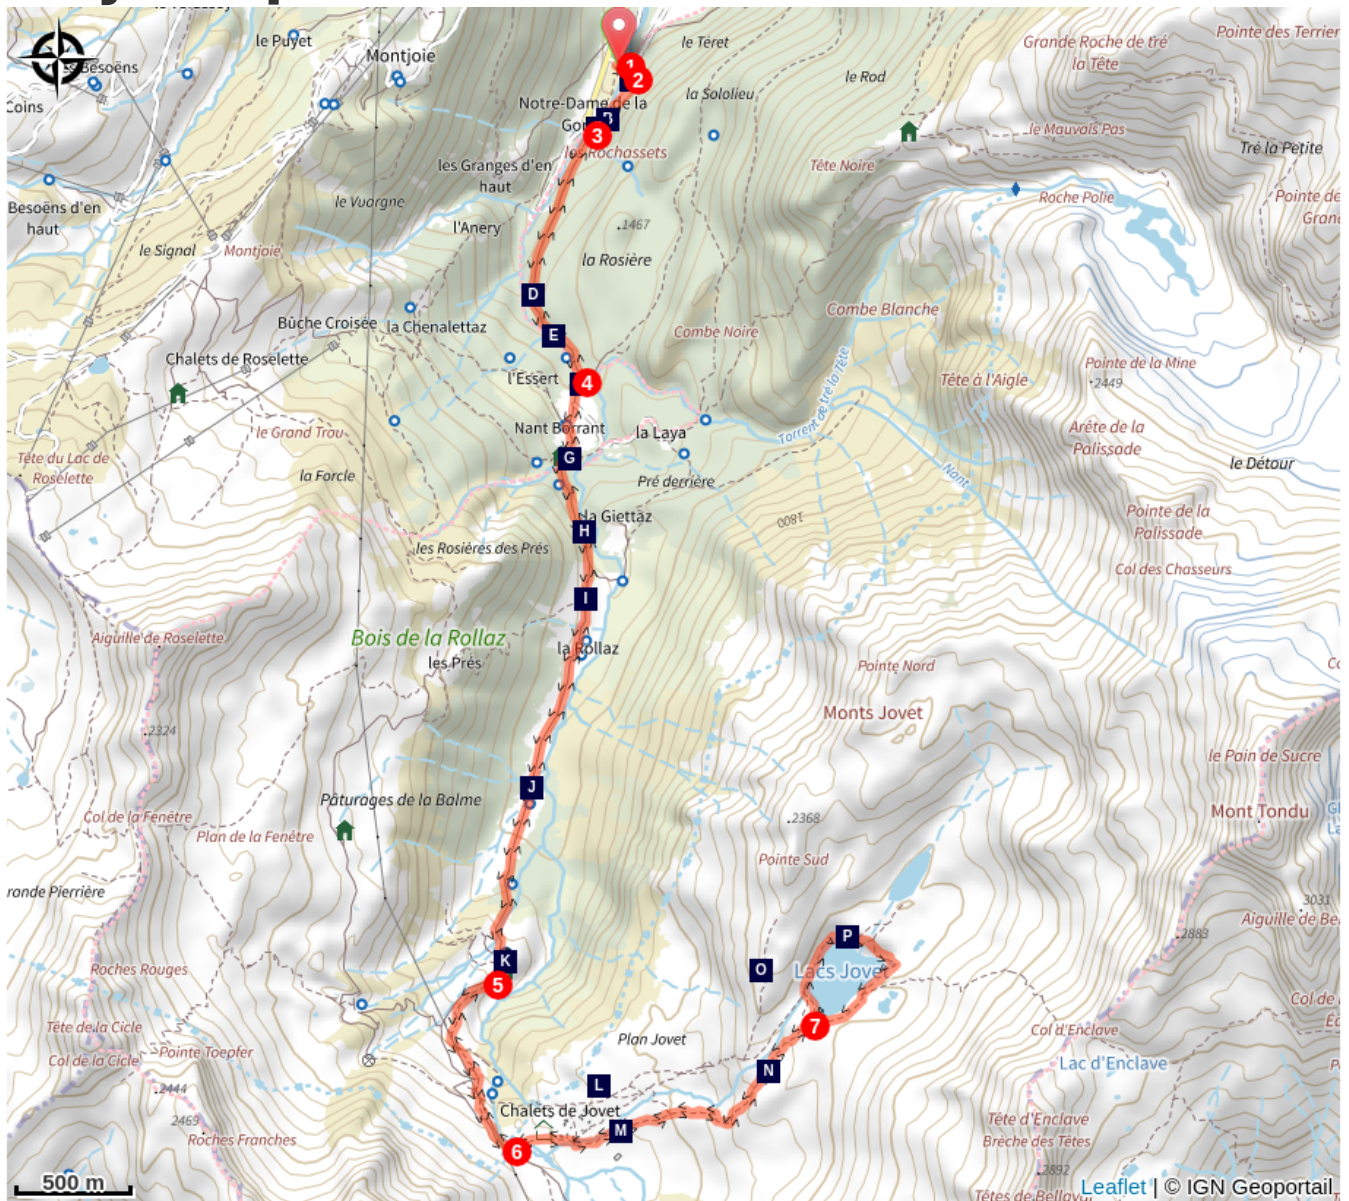 le Puyet
Montjoie
le Téret
Grande Roche de tré
la Tête
Pointe des Terrier
Besoëns
le Rod
la Sololieu
Coins
1
2
Notre-Dame de la
B
3
le Mauvais Pas
Tré la Petite
les Rochassets
les Granges d'en
haut
Tête Noire
le Vuargne
Roche Polie
Pointe de
Besoëns d'en
haut
l'Anery
1467
le Signal
Montjoie
la Rosière
D
Combe Blanche
Bûche Croisée
la Chenalettaz
E
Combe Noire
Chalets de Roselette
l'Essert
4
Torrent de tré la Tête
Pointe de la Mine
Tête à l'Aigle
2449
le Grand Trou
Nant Borrant
la Laya
Arête de la
Palissade
Tête du Lac de
Roselette
G
le Détour
la Forcle
Pré derrière
Nant
la Giettaz
1800
Pointe de la
Palissade
H
les Rosières des Prés
Col des Chasseurs
I
Aiguille de Roselette
Bois de la Rollaz
la Rollaz
les Prés
Pointe Nord
Monts Jovet
2324
le Pain de Sucre
J
Pâturages de la Balme
Col de la Fenêtre
Plan de la Fenêtre
2368
Mont Tondu
Pointe Sud
rande Pierrière
3031
Aiguille de Be
P
2883
K
O
Lacs Jovet
Roches Rouges
5
Col de
Tête de la Cicle
7
Plan Jovet
Col d'Enclave
Col de la Cicle
Pointe Toepfer
Lac d'Enclave
N
2444
L
Chalets de Jovet
2469
M
Tête d'Enclave
Roches Franches
6
Brèche des Têtes
2892
500 m
Têtes de Bellaval
Leaflet | © IGN Geoportail